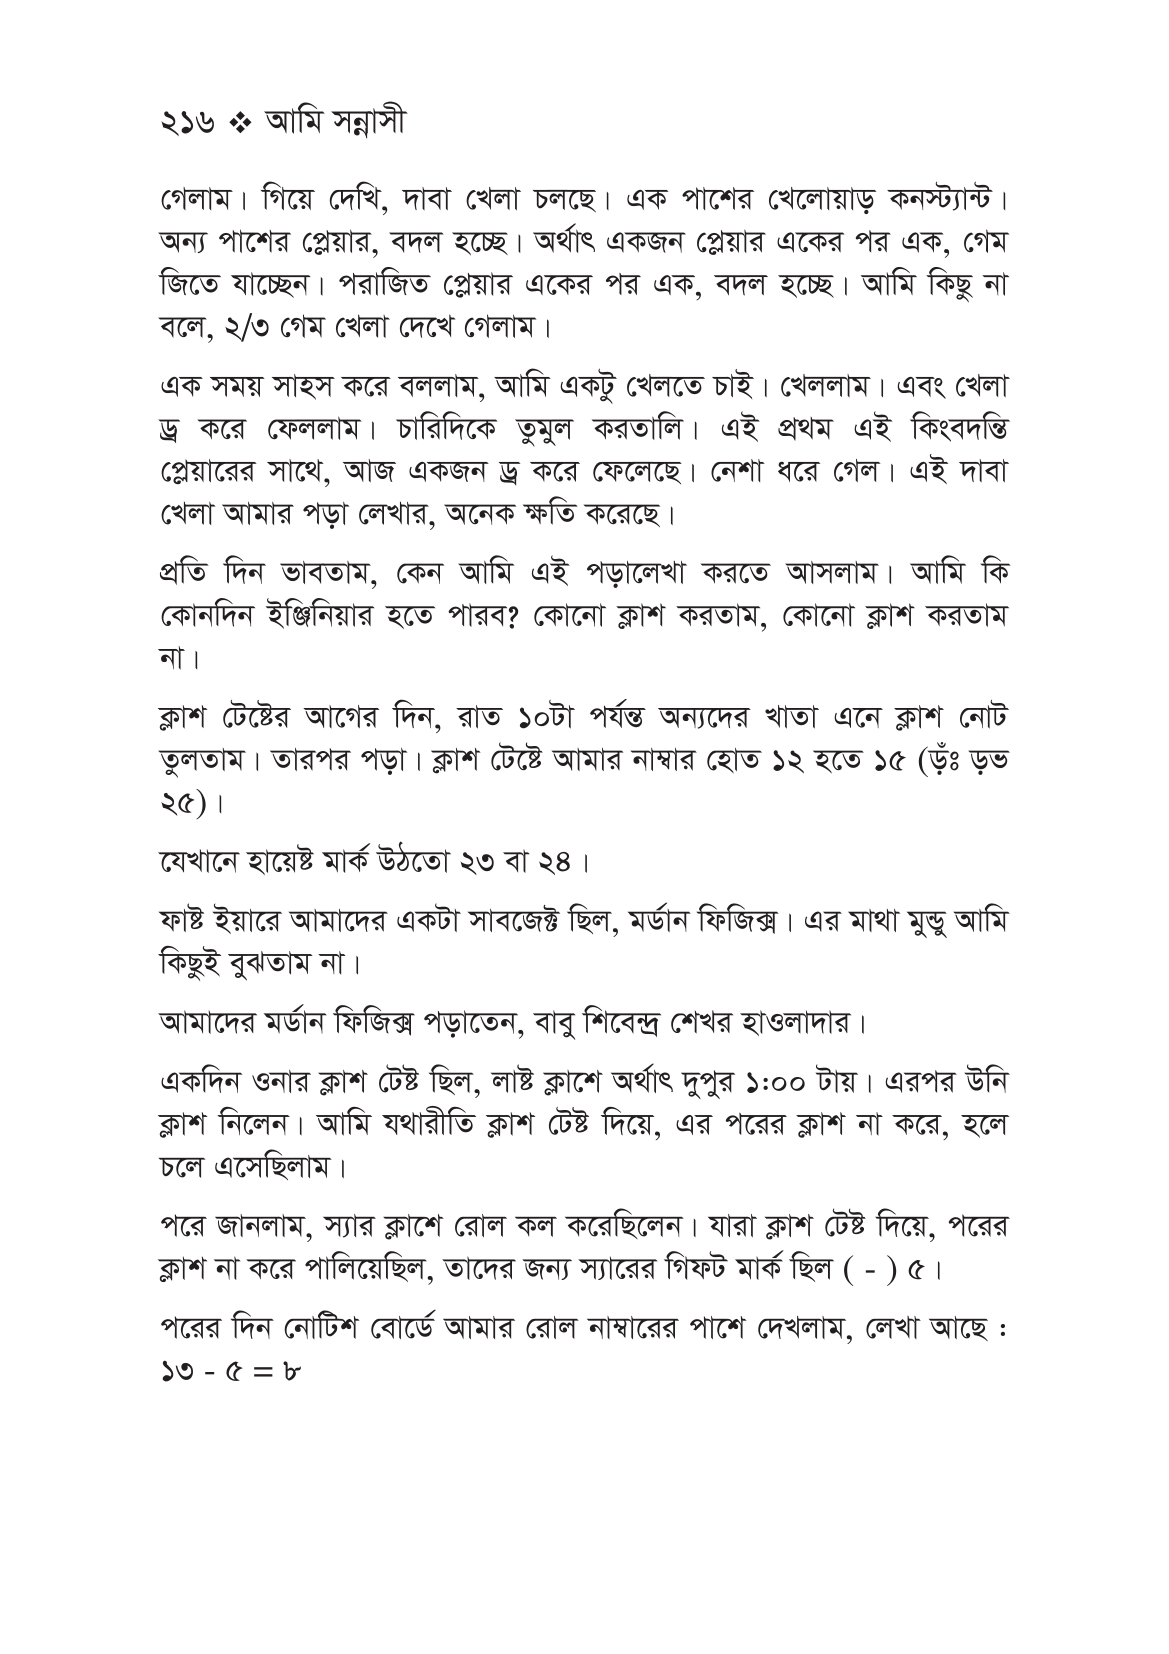 ২১৬ ❖ আমি সন্নাসী
গেলাম। গিয়ে দেখি, দাবা খেলা চলছে। এক পাশের খেলোয়াড় কনস্ট্যান্ট।
অন্য পাশের প্লেয়ার, বদল হচ্ছে। অর্থাৎ একজন প্লেয়ার একের পর এক, গেম
জিতে যাচ্ছেন। পরাজিত প্লেয়ার একের পর এক, বদল হচ্ছে। আমি কিছু না
বলে, ২/৩ গেম খেলা দেখে গেলাম।
এক সময় সাহস করে বললাম, আমি একটু খেলতে চাই। খেললাম। এবং খেলা
ড্র করে ফেললাম। চারিদিকে তুমুল করতালি। এই প্রথম এই কিংবদন্তি
প্লেয়ারের সাথে, আজ একজন ড্র করে ফেলেছে। নেশা ধরে গেল। এই দাবা
খেলা আমার পড়া লেখার, অনেক ক্ষতি করেছে।
প্রতি দিন ভাবতাম, কেন আমি এই পড়ালেখা করতে আসলাম। আমি কি
কোনদিন ইঞ্জিনিয়ার হতে পারব? কোনো ক্লাশ করতাম, কোনো ক্লাশ করতাম
না।
ক্লাশ টেষ্টের আগের দিন, রাত ১০টা পর্যন্ত অন্যদের খাতা এনে ক্লাশ নোট
তুলতাম। তারপর পড়া। ক্লাশ টেষ্টে আমার নাম্বার হোত ১২ হতে ১৫ (ড়ঁঃ ড়ভ
২৫)।
যেখানে হায়েষ্ট মার্ক উঠতো ২৩ বা ২৪।
ফাষ্ট ইয়ারে আমাদের একটা সাবজেক্ট ছিল, মর্ডান ফিজিক্স। এর মাথা মুন্ডু আমি
কিছুই বুঝতাম না।
আমাদের মর্ডান ফিজিক্স পড়াতেন, বাবু শিবেন্দ্র শেখর হাওলাদার।
একদিন ওনার ক্লাশ টেষ্ট ছিল, লাষ্ট ক্লাশে অর্থাৎ দুপুর ১:০০ টায়। এরপর উনি
ক্লাশ নিলেন। আমি যথারীতি ক্লাশ টেষ্ট দিয়ে, এর পরের ক্লাশ না করে, হলে
চলে এসেছিলাম।
পরে জানলাম, স্যার ক্লাশে রোল কল করেছিলেন। যারা ক্লাশ টেষ্ট দিয়ে, পরের
ক্লাশ না করে পালিয়েছিল, তাদের জন্য স্যারের গিফট মার্ক ছিল ( - ) ৫।
পরের দিন নোটিশ বোর্ডে আমার রোল নাম্বারের পাশে দেখলাম, লেখা আছে :
১৩ - ৫ = ৮